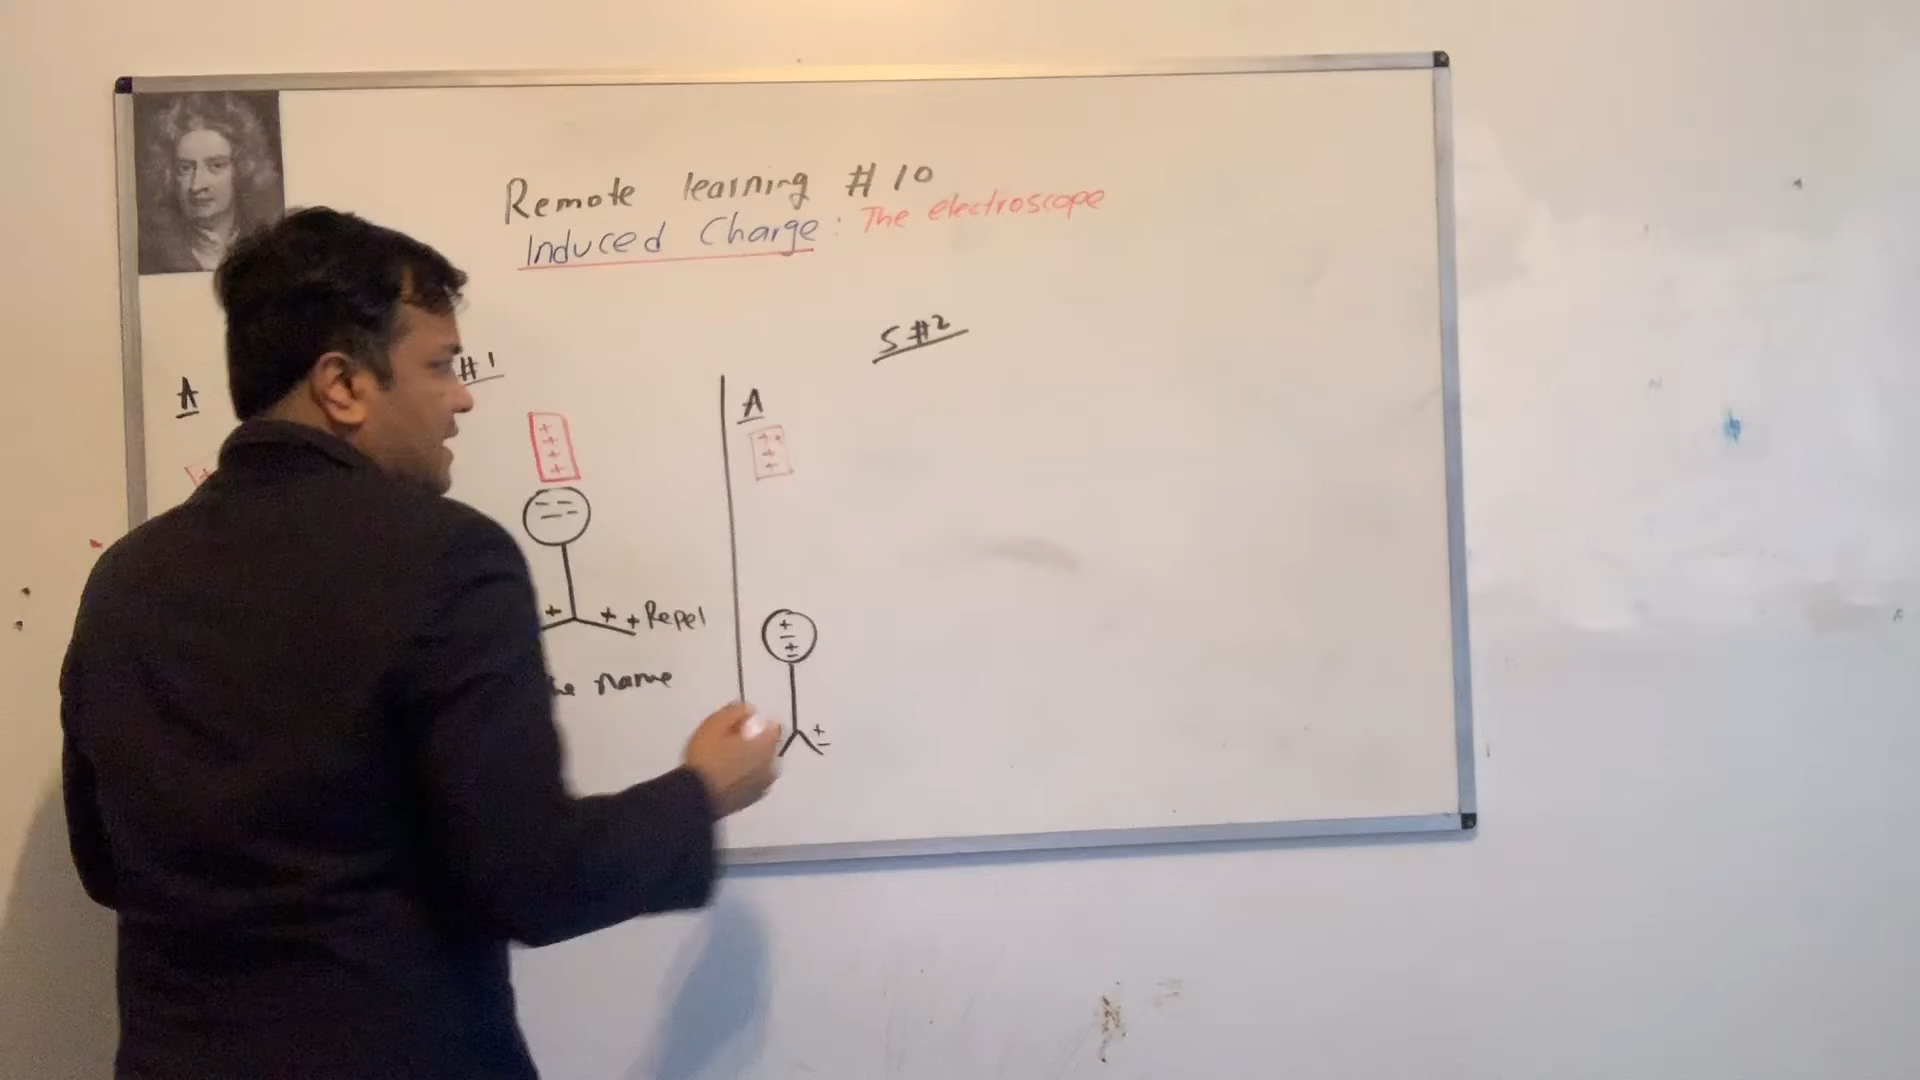 Remote learning # 10
Induced Charge : The electroscope
A
#1
+
+
+
+
+
-- --
+ + + Repel
name
S#2
A
+ +
+
+
+
-
+
-
+
-